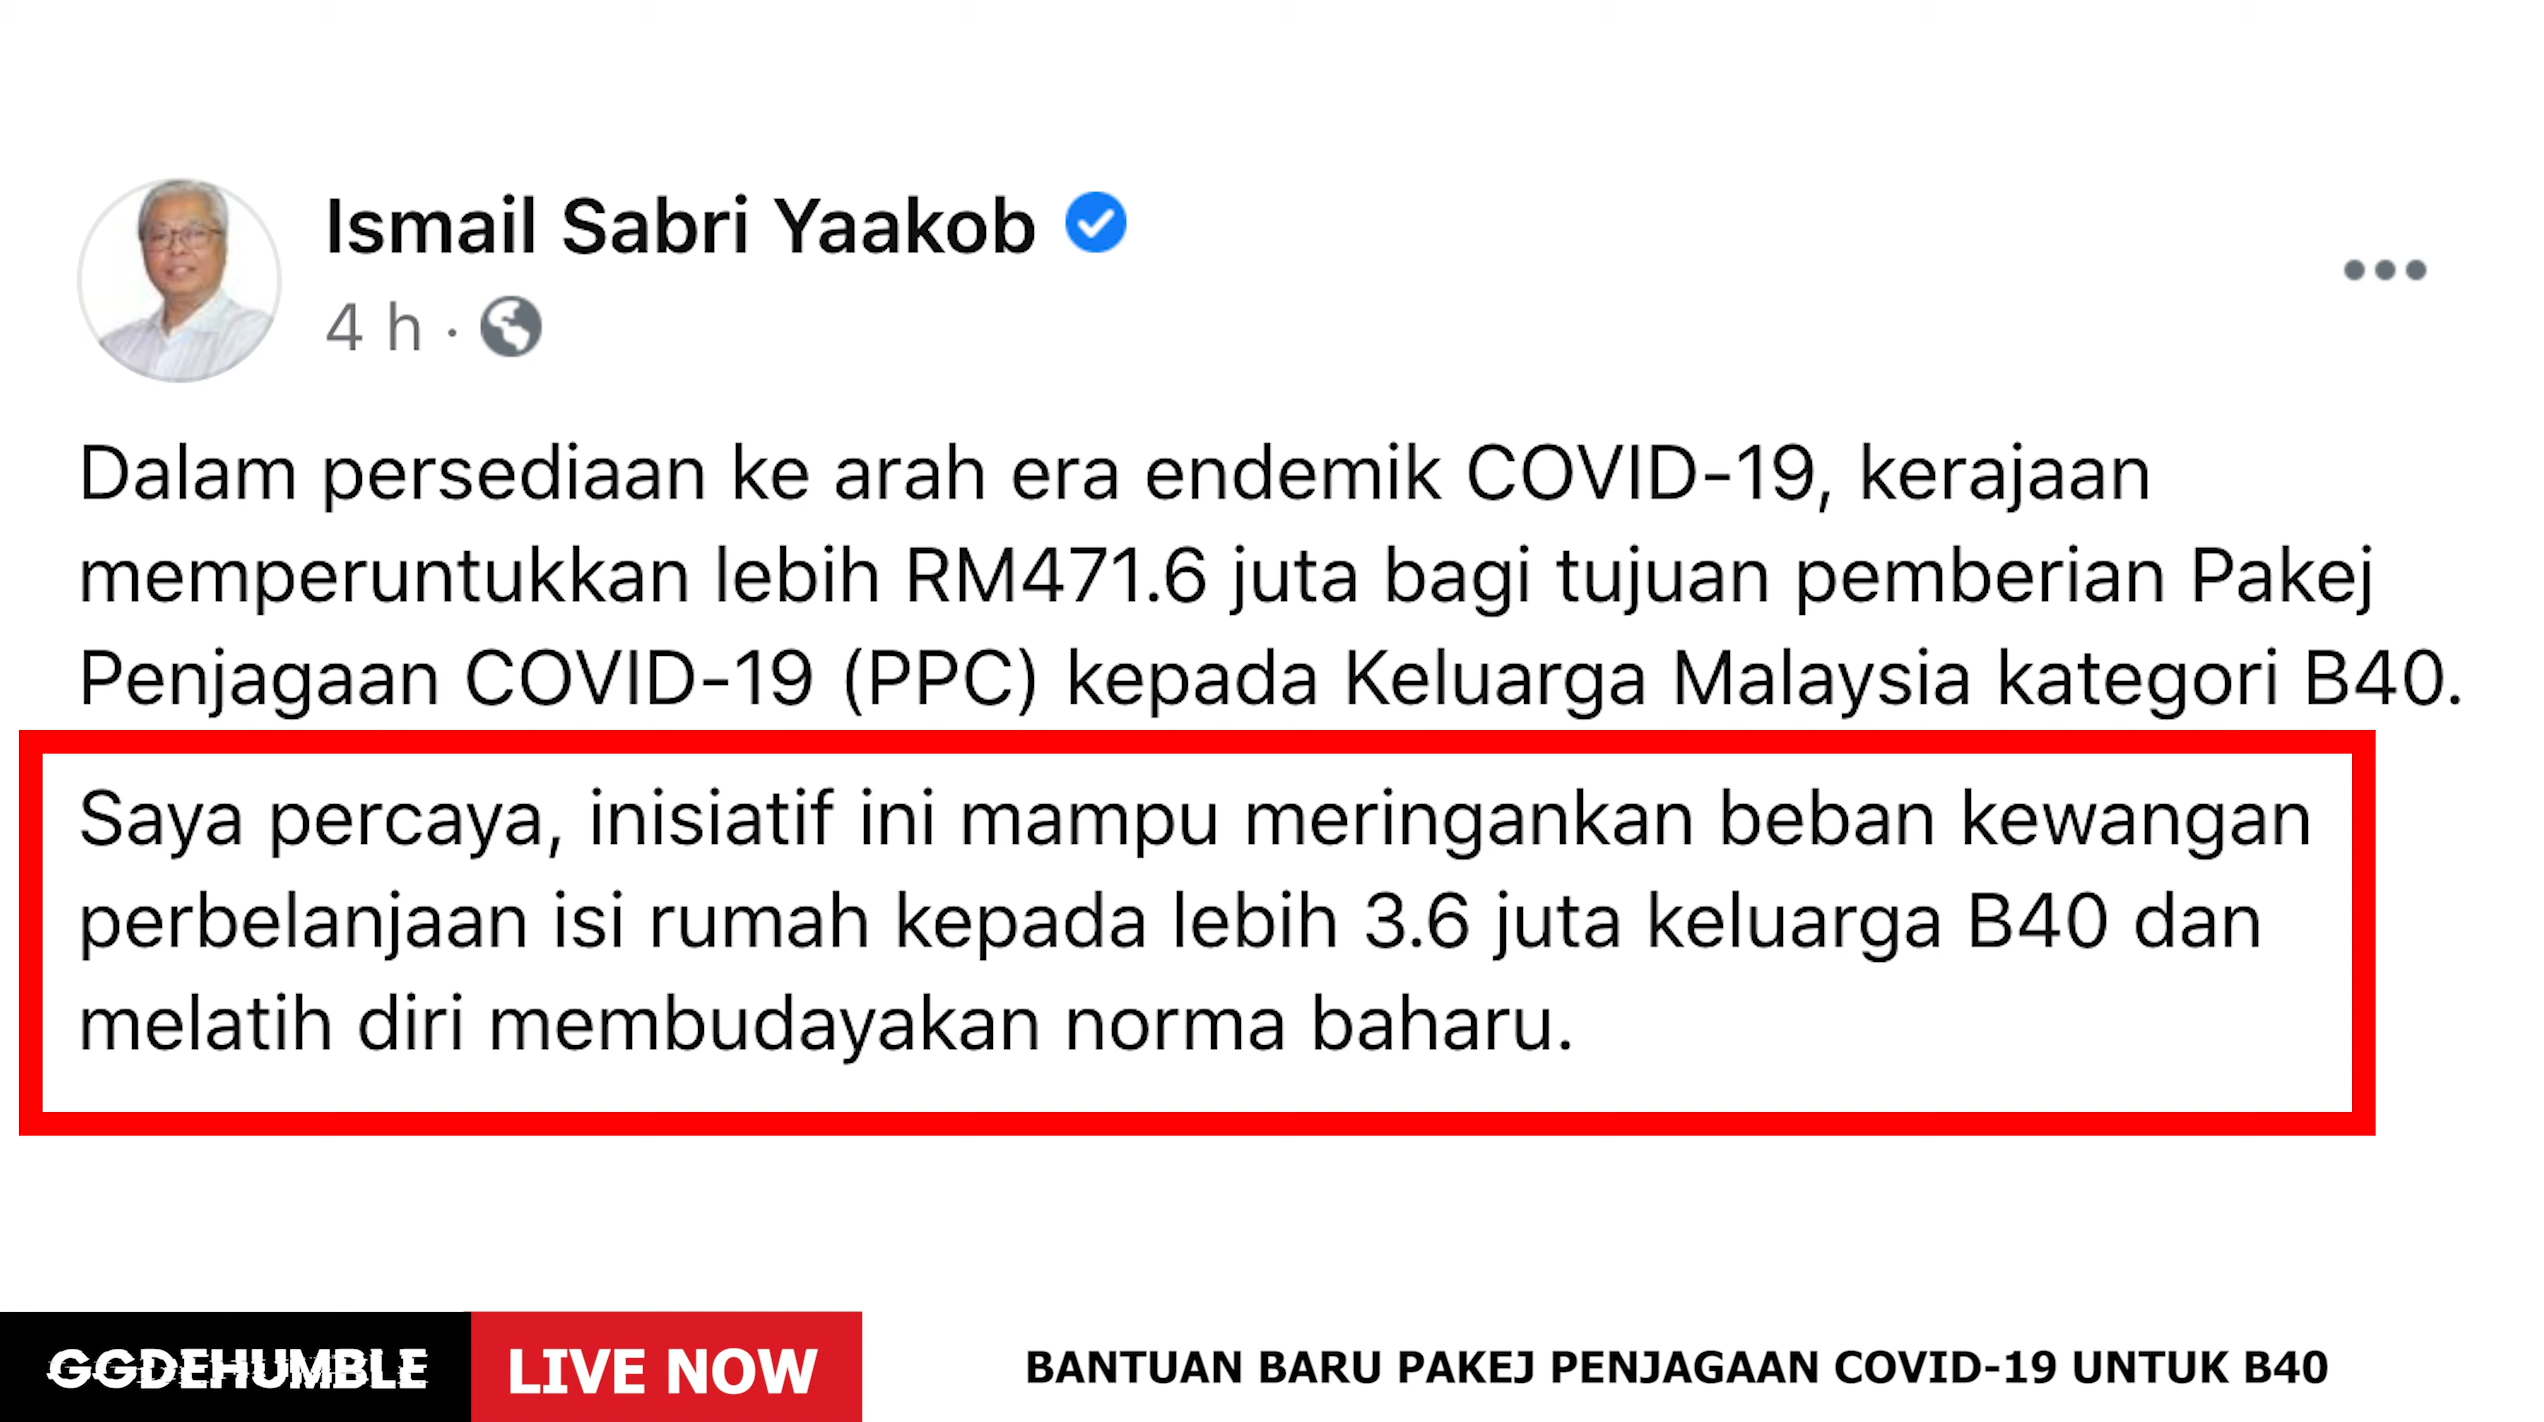 Ismail Sabri Yaakob
4 h ·
Dalam persediaan ke arah era endemik COVID-19, kerajaan
memperuntukkan lebih RM471.6 juta bagi tujuan pemberian Pakej
Penjagaan COVID-19 (PPC) kepada Keluarga Malaysia kategori B40.
Saya percaya, inisiatif ini mampu meringankan beban kewangan
perbelanjaan isi rumah kepada lebih 3.6 juta keluarga B40 dan
melatih diri membudayakan norma baharu.
GGDEHUMBLE
LIVE NOW
BANTUAN BARU PAKEJ PENJAGAAN COVID-19 UNTUK B40